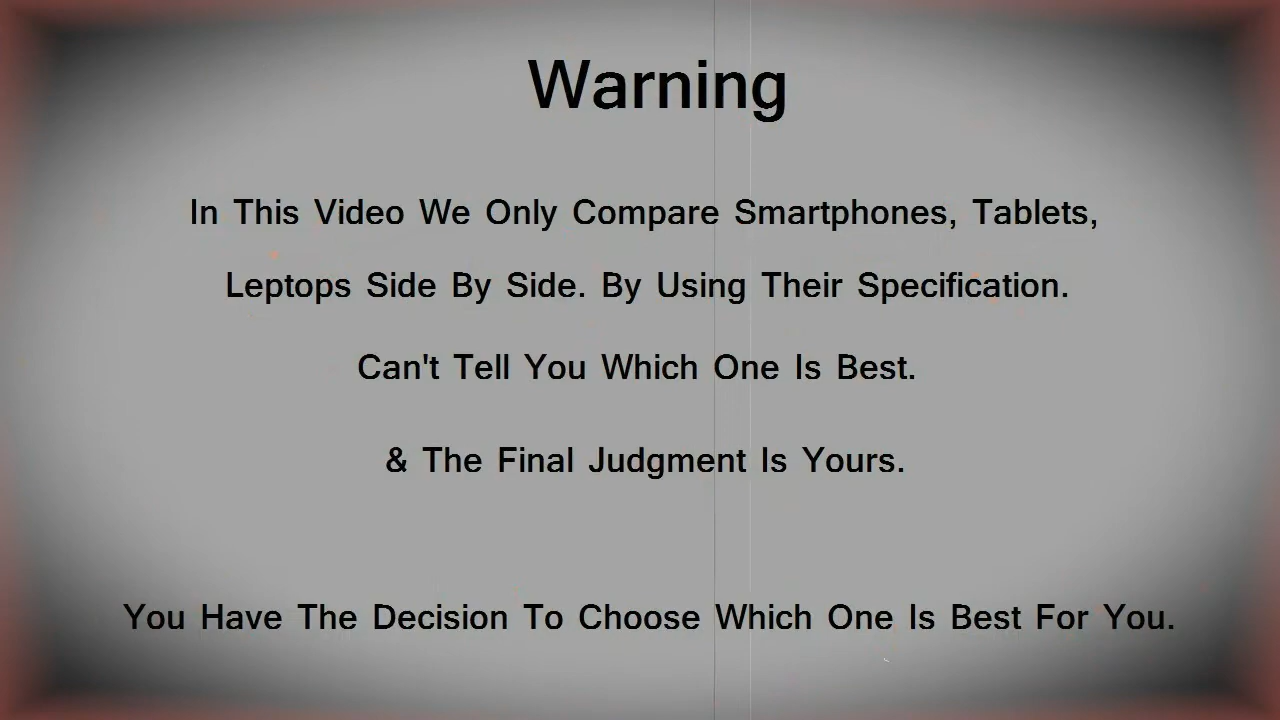 Warning
In This Video We Only Compare Smartphones, Tablets,
Leptops Side By Side. By Using Their Specification.
Can't Tell You Which One Is Best.
& The Final Judgment Is Yours.
You Have The Decision To Choose Which One Is Best For You.